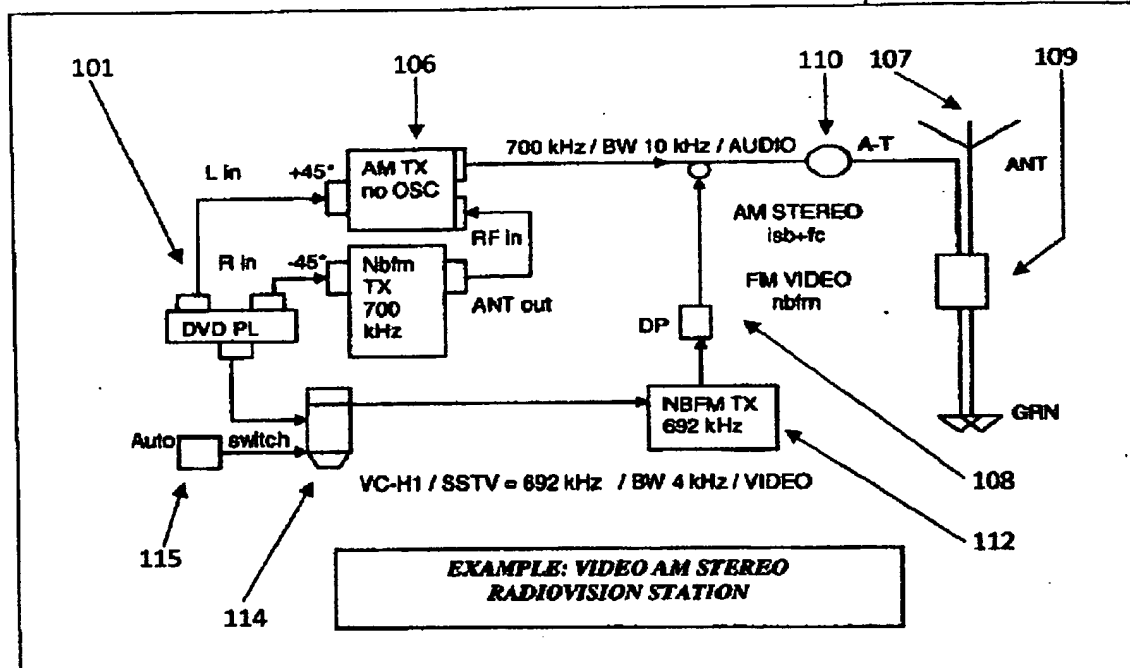 101
106
110
107
109
L in
+45°
AM TX
no OSC
700 kHz / BW 10 kHz / AUDIO
A-T
ANT
RF in
AM STEREO
isb+fc
R in
-45°
Nbfm
TX
700
kHz
ANT out
FM VIDEO
nbfm
DVD PL
DP
NBFM TX
692 kHz
GRN
Auto
switch
VC-H1 / SSTV = 692 kHz / BW 4 kHz / VIDEO
108
115
114
112
EXAMPLE: VIDEO AM STEREO
RADIOVISION STATION